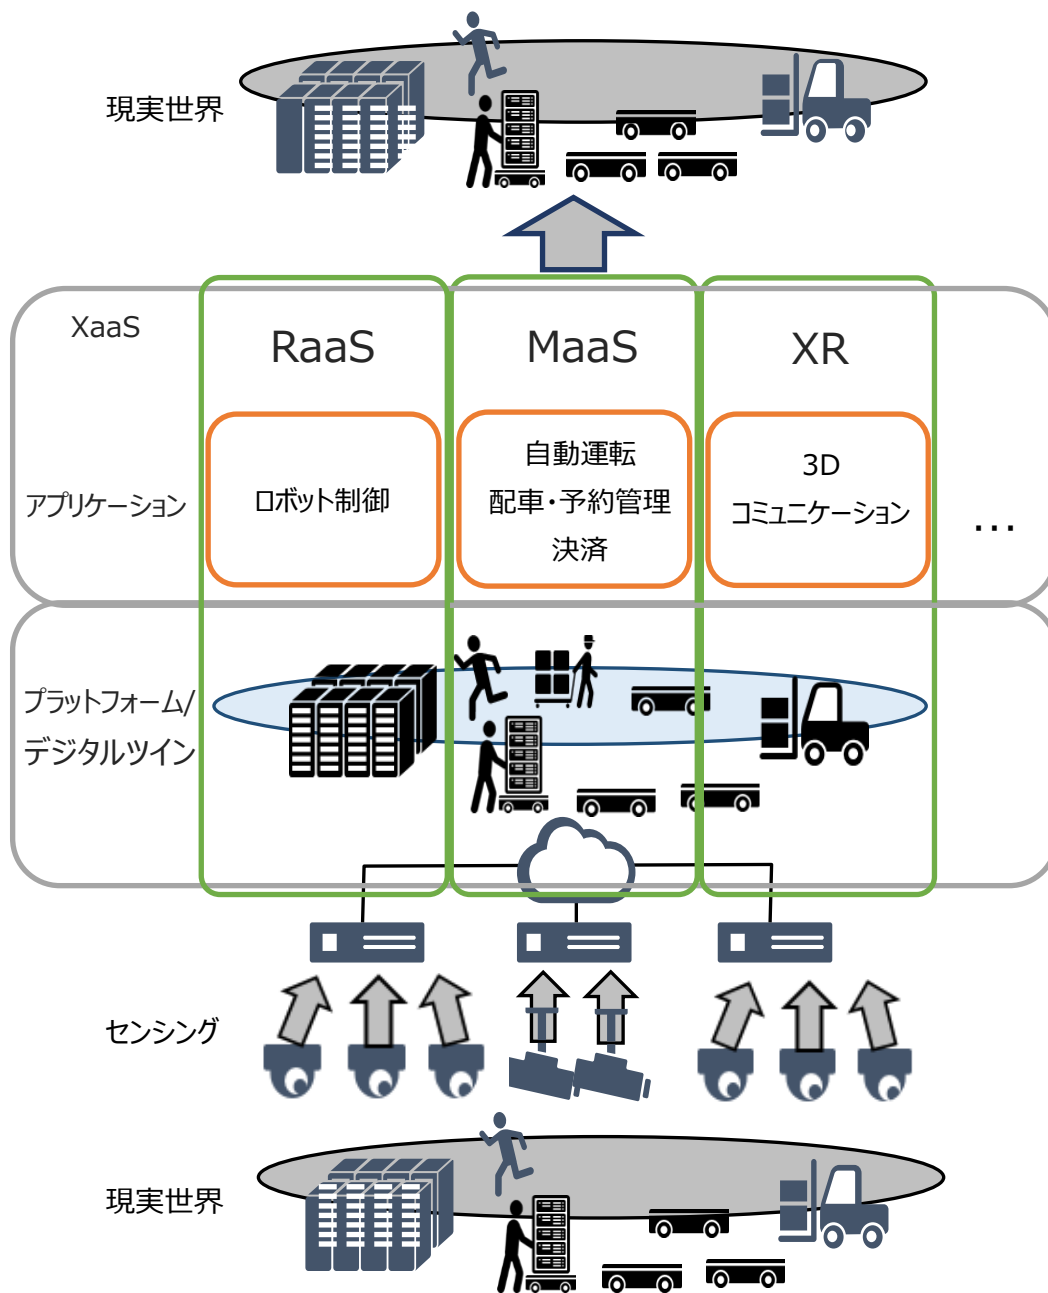 現実世界
XaaS
RaaS
MaaS
XR
アプリケーション
ロボット制御
自動運転
配車・予約管理
決済
3D
コミュニケーション
...
プラットフォーム/
デジタルツイン
センシング
現実世界